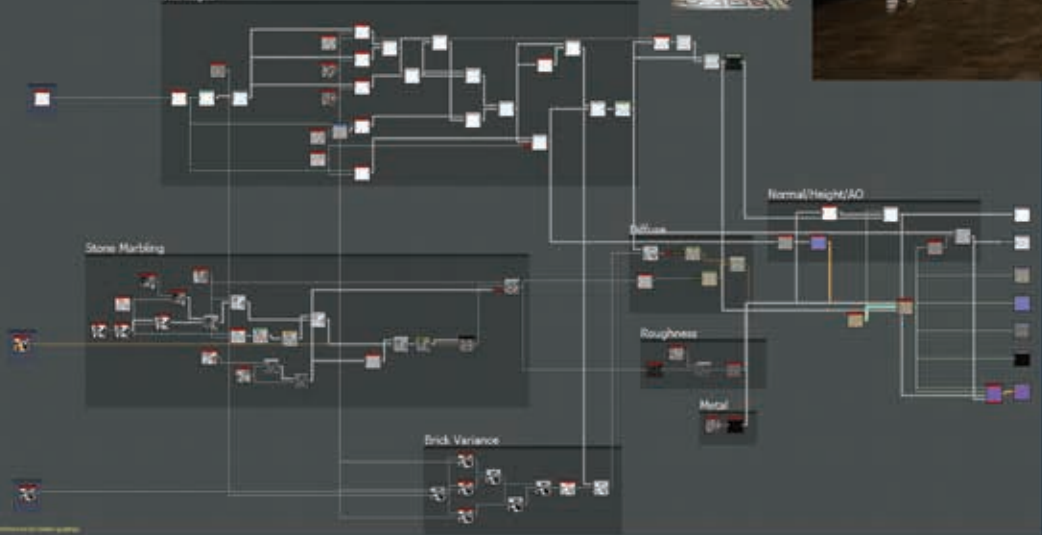 Normal/Height/AO
Diffuse
Stone Marbling
Roughness
Metal
Brick Variance